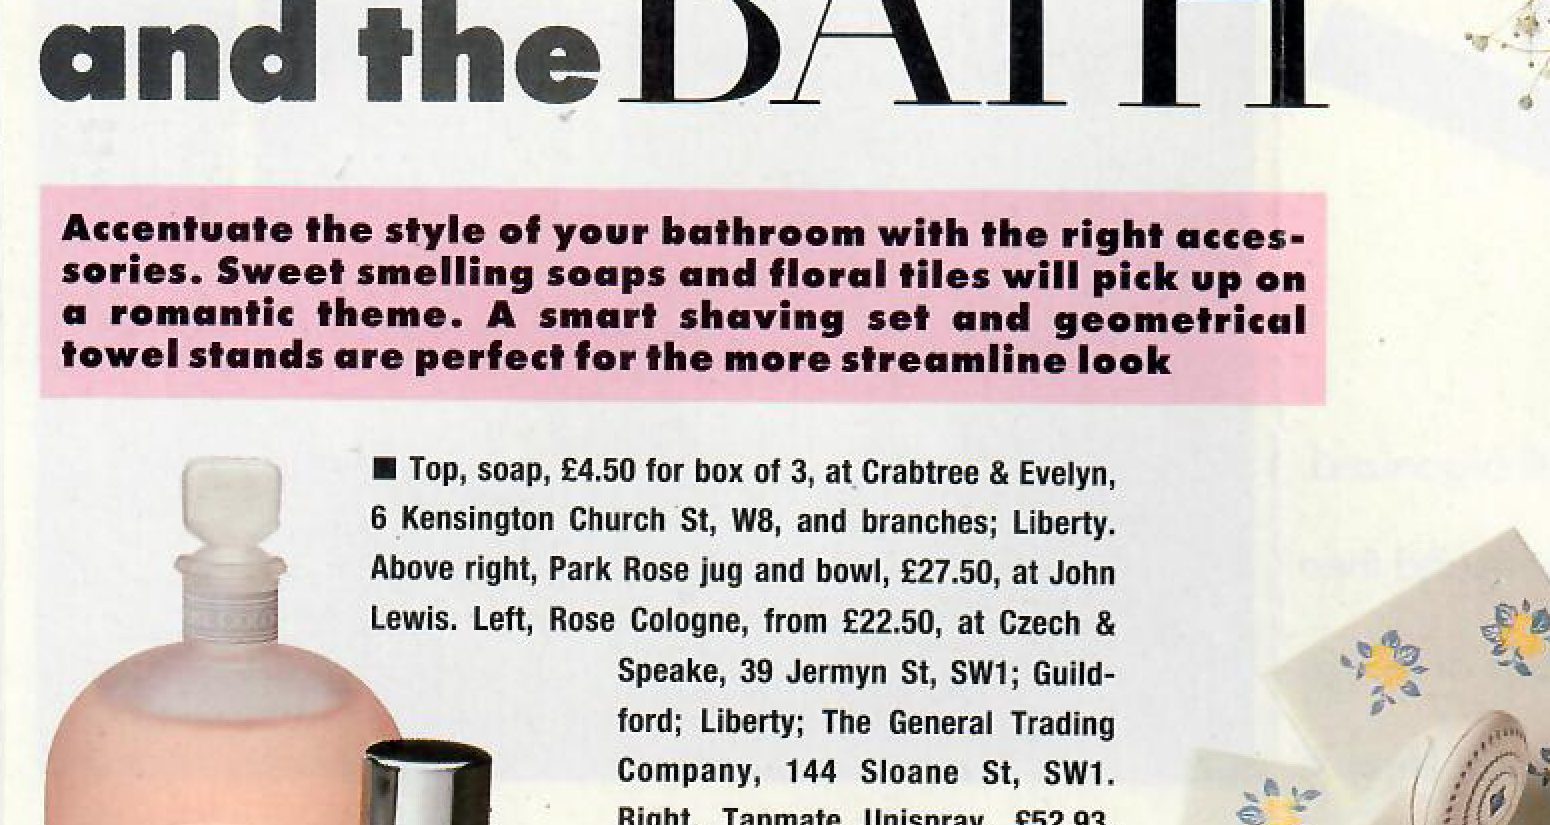 and the BATH
Accentuate the style of your bathroom with the right acces-
sories. Sweet smelling soaps and floral tiles will pick up on
a romantic theme. A smart shaving set and geometrical
towel stands are perfect for the more streamline look
■ Top, soap, £4.50 for box of 3, at Crabtree & Evelyn,
6 Kensington Church St, W8, and branches; Liberty.
Above right, Park Rose jug and bowl, £27.50, at John
Lewis. Left, Rose Cologne, from £22.50, at Czech &
Speake, 39 Jermyn St, SW1; Guild-
ford; Liberty; The General Trading
Company, 144 Sloane St, SW1.
Right, Tapmate Unispray, £52.93,